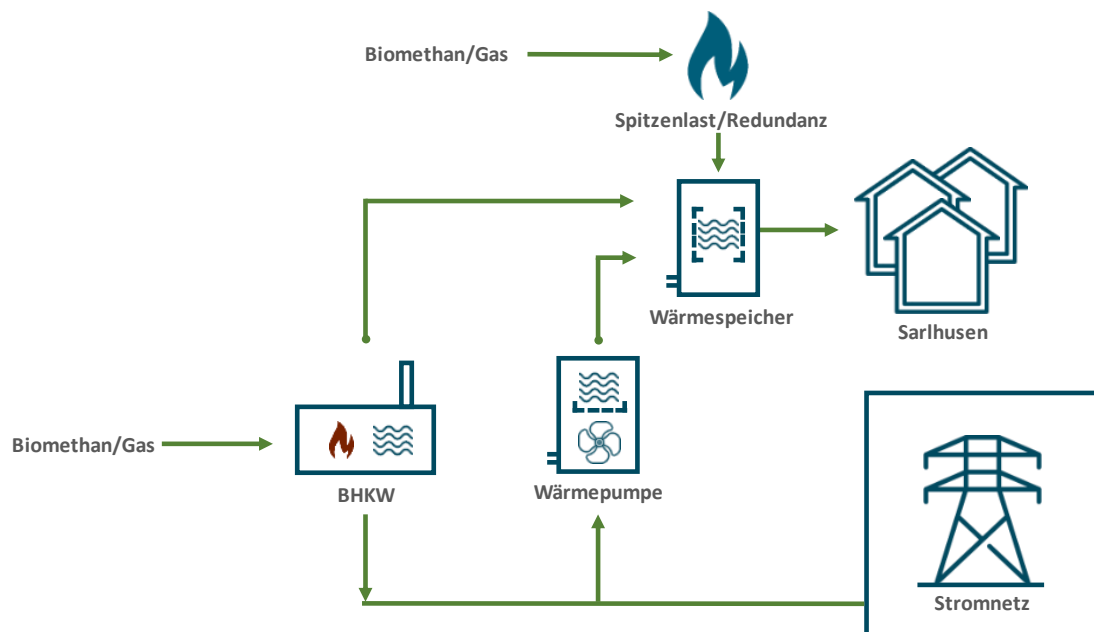 Biomethan/Gas
Spitzenlast/Redundanz
Wärmespeicher
Sarlhusen
Biomethan/Gas
BHKW
Wärmepumpe
Stromnetz